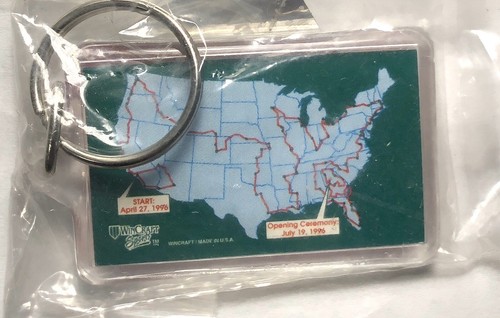 START:
April 27, 1996
Opening Ceremony:
July 19, 1996
WINCRAFT
WINCRAFT / MADE IN U.S.A.